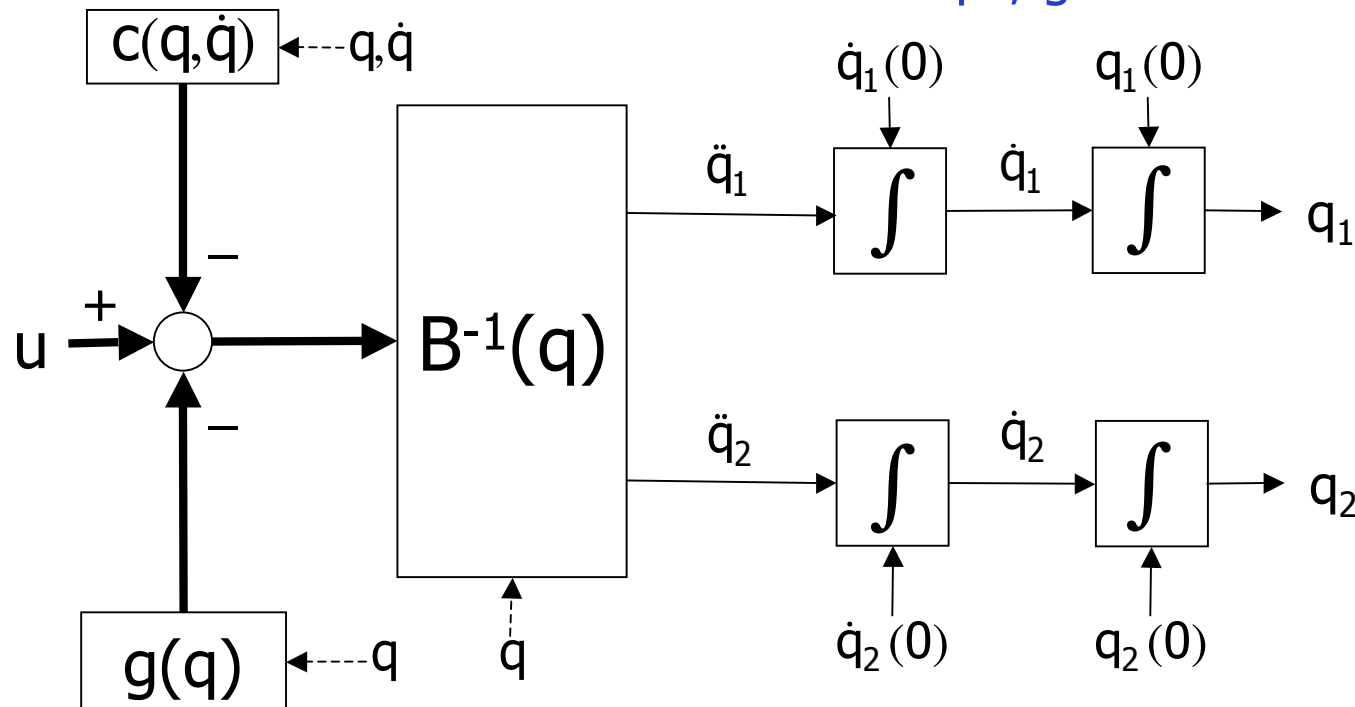 c(q,q̇)
q,q̇
q̇₁(0)
q₁(0)
q̈₁
∫
q̇₁
∫
q₁
−
+
u
B⁻¹(q)
−
q̈₂
∫
q̇₂
∫
q₂
g(q)
q
q
q̇₂(0)
q₂(0)